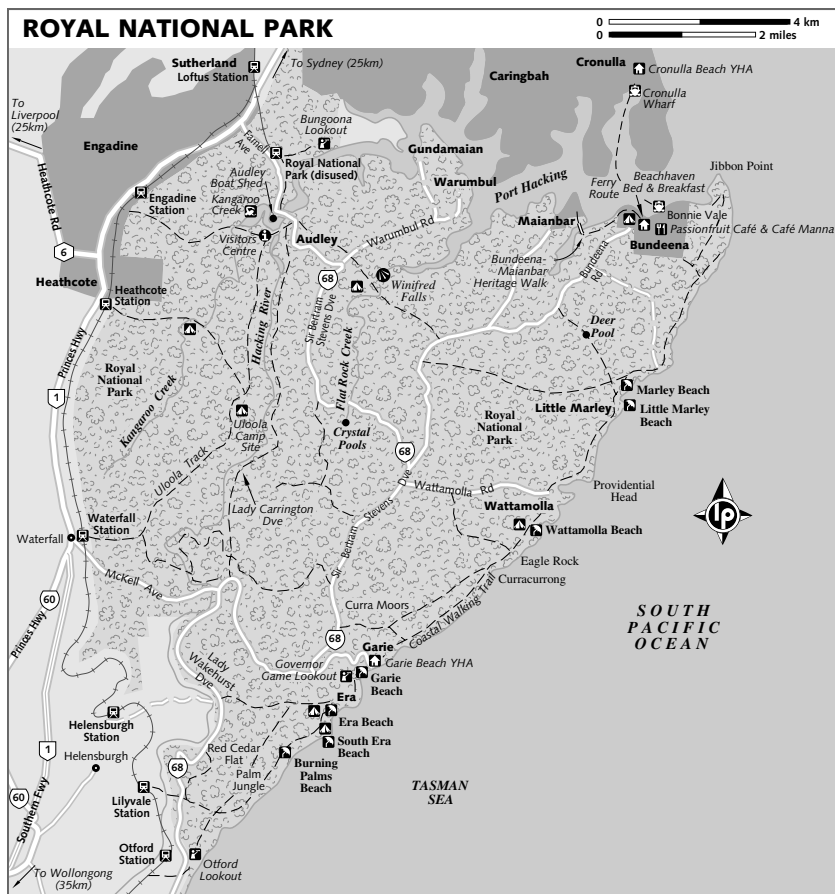 ROYAL NATIONAL PARK
0 4 km
0 2 miles
Sutherland
Loftus Station
To Sydney (25km)
Caringbah
Cronulla
Cronulla Beach YHA
Cronulla
Wharf
To
Liverpool
(25km)
Heathcote Rd
Engadine
Farnell
Ave
Bungoona
Lookout
Royal National
Park (disused)
Gundamaian
Warumbul
Port Hacking
Jibbon Point
Audley
Boat Shed
Kangaroo
Creek
Engadine
Station
Visitors
Centre
Audley
Warumbul Rd
Ferry
Route
Beachhaven
Bed & Breakfast
Maianbar
Bonnie Vale
Passionfruit Café & Café Manna
Bundeena
Bundeena-
Maianbar
Heritage Walk
Bundeena
Rd
6
Heathcote
Heathcote
Station
68
Winifred
Falls
Sir Bertram
Stevens Dve
Hacking River
Flat Rock Creek
Deer
Pool
Princes Hwy
1
Royal
National
Park
Kangaroo Creek
Uloola
Camp
Site
Crystal
Pools
Marley Beach
Little Marley
Little Marley
Beach
Royal
National
Park
68
Uloola Track
Lady Carrington
Dve
Wattamolla Rd
Wattamolla
Providential
Head
Wattamolla Beach
lp
Waterfall
Waterfall
Station
Sir Bertram Stevens Dve
Eagle Rock
Curracurrong
McKell Ave
60
Princes Hwy
Curra Moors
Coastal Walking Trail
SOUTH
PACIFIC
OCEAN
68
Lady
Wakehurst
Dve
Garie
Garie Beach YHA
Governor
Game Lookout
Garie
Beach
Era
Era Beach
South Era
Beach
Helensburgh
Station
Helensburgh
1
Red Cedar
Flat
Palm
Jungle
Burning
Palms
Beach
68
TASMAN
SEA
Lilyvale
Station
60
Southern Fwy
Otford
Station
Otford
Lookout
To Wollongong
(35km)